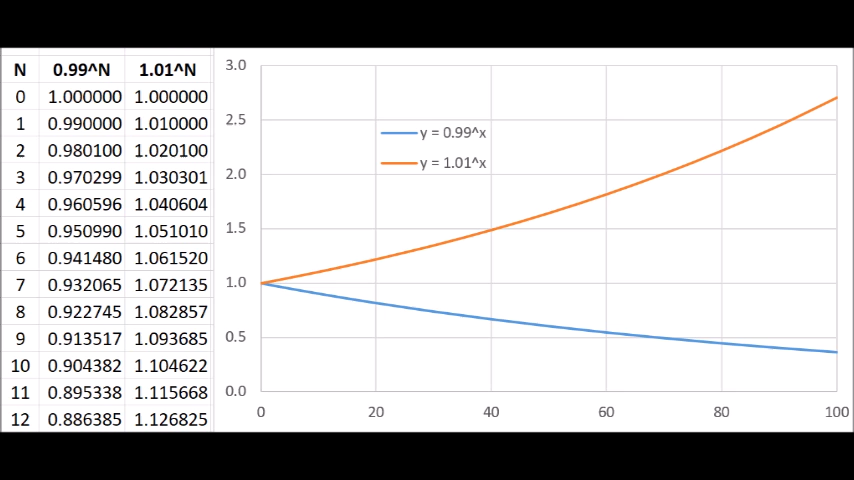 N 0.99^N 1.01^N
0 1.000000 1.000000
1 0.990000 1.010000
2 0.980100 1.020100
3 0.970299 1.030301
4 0.960596 1.040604
5 0.950990 1.051010
6 0.941480 1.061520
7 0.932065 1.072135
8 0.922745 1.082857
9 0.913517 1.093685
10 0.904382 1.104622
11 0.895338 1.115668
12 0.886385 1.126825
3.0
2.5
2.0
1.5
1.0
0.5
0.0
y = 0.99^x
y = 1.01^x
0 20 40 60 80 100